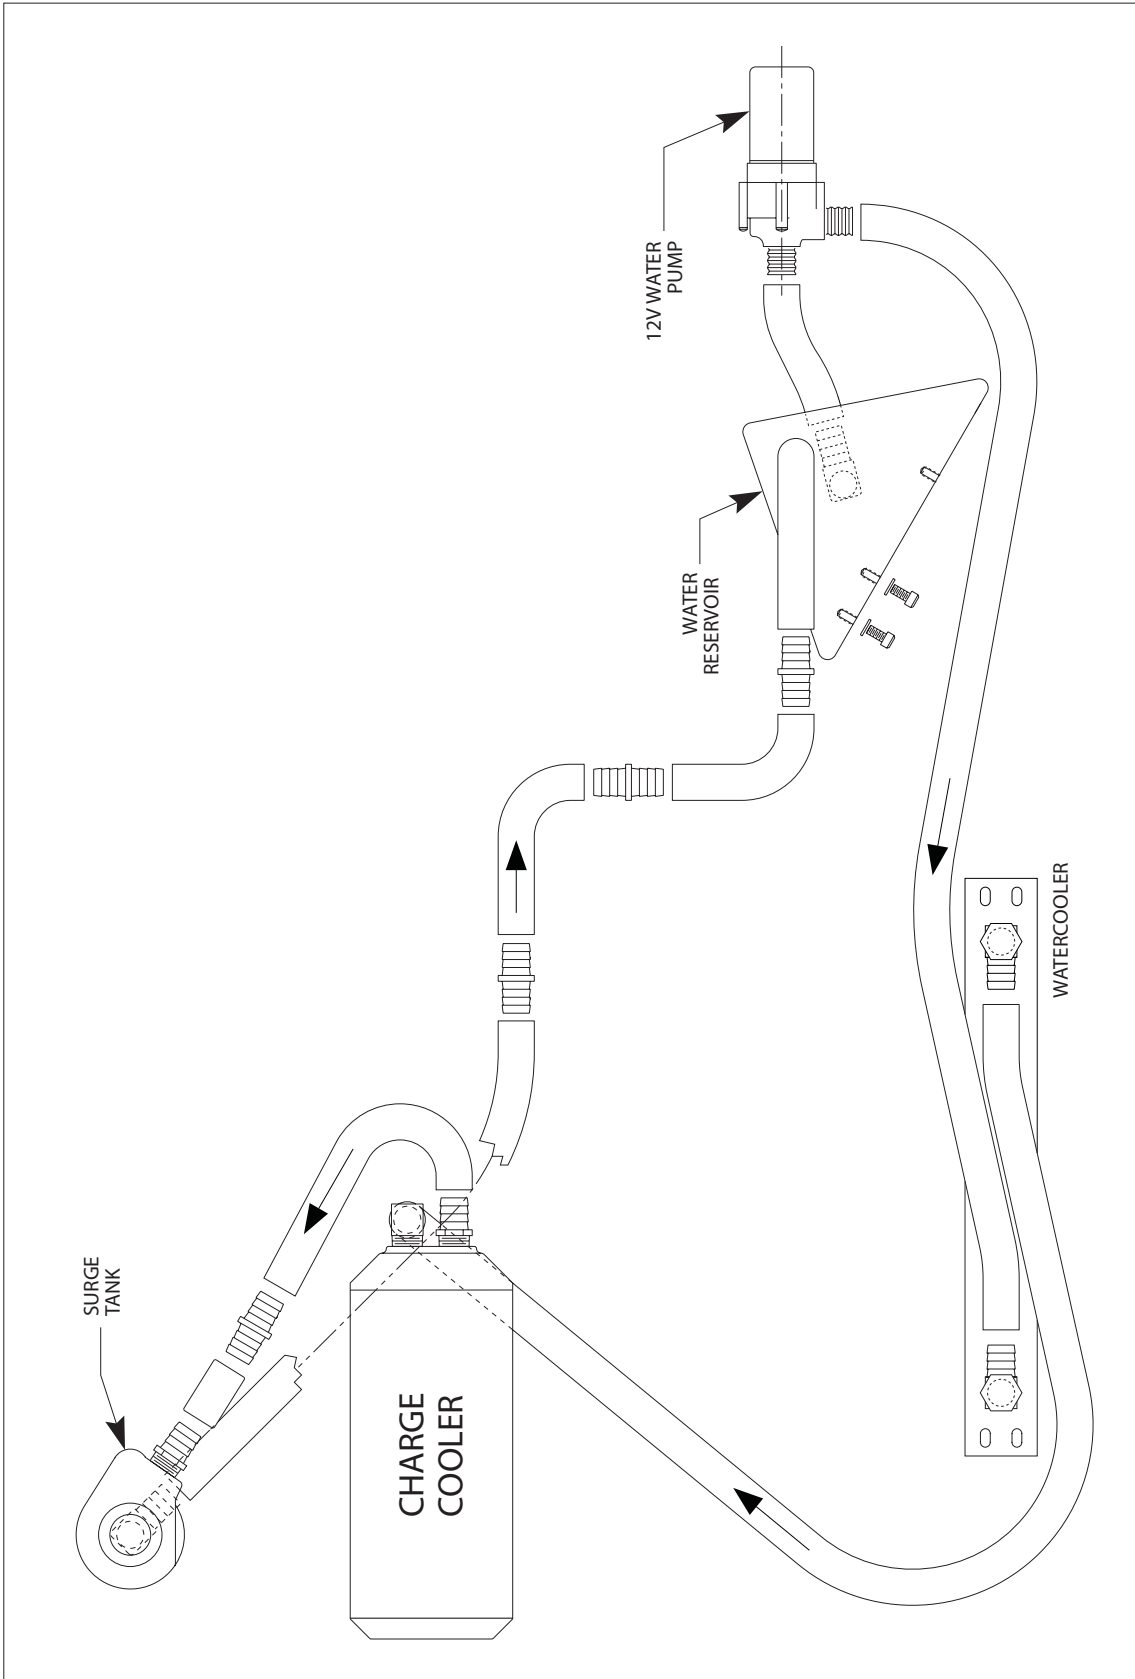 SURGE
TANK
CHARGE
COOLER
12V WATER
PUMP
WATER
RESERVOIR
WATERCOOLER